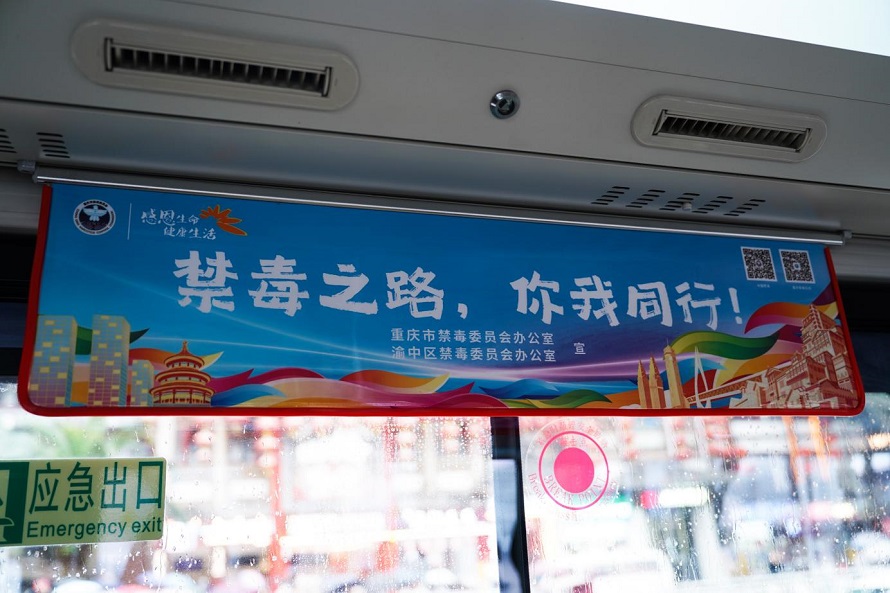 感恩生命
健康生活
禁毒之路，你我同行！
重庆市禁毒委员会办公室
渝中区禁毒委员会办公室 宣
应急出口
Emergency exit